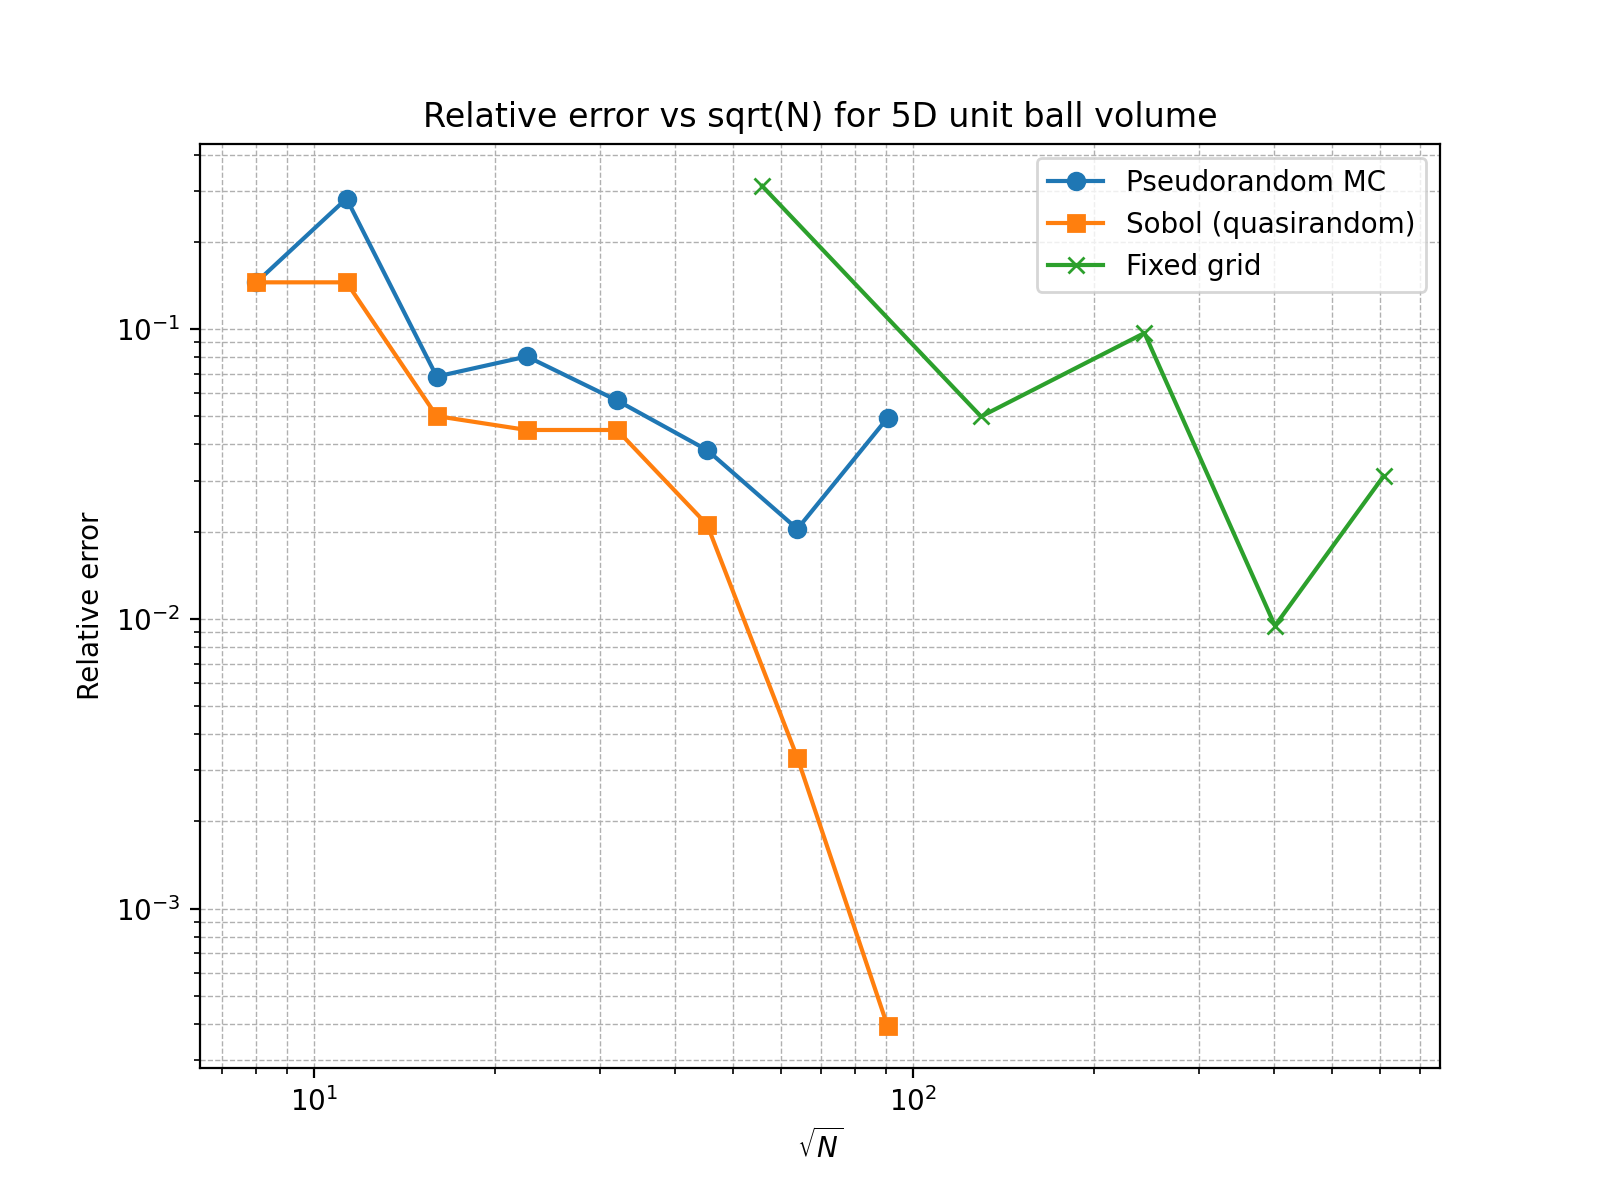 Relative error vs sqrt(N) for 5D unit ball volume
Pseudorandom MC
Sobol (quasirandom)
Fixed grid
Relative error
10⁻¹
10⁻²
10⁻³
10¹
10²
√N